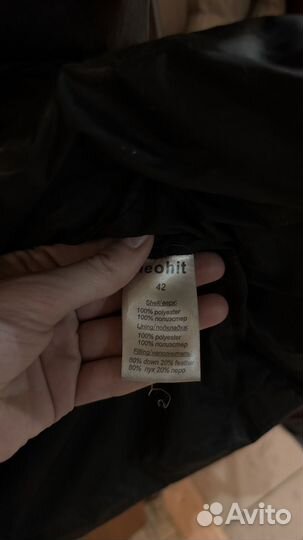 neohit
42
Shell/верх:
100% polyester
100% полиэстер
Lining/подкладка:
100% polyester
100% полиэстер
Filling/наполнитель:
80% down 20% feather
80% пух 20% перо
Avito